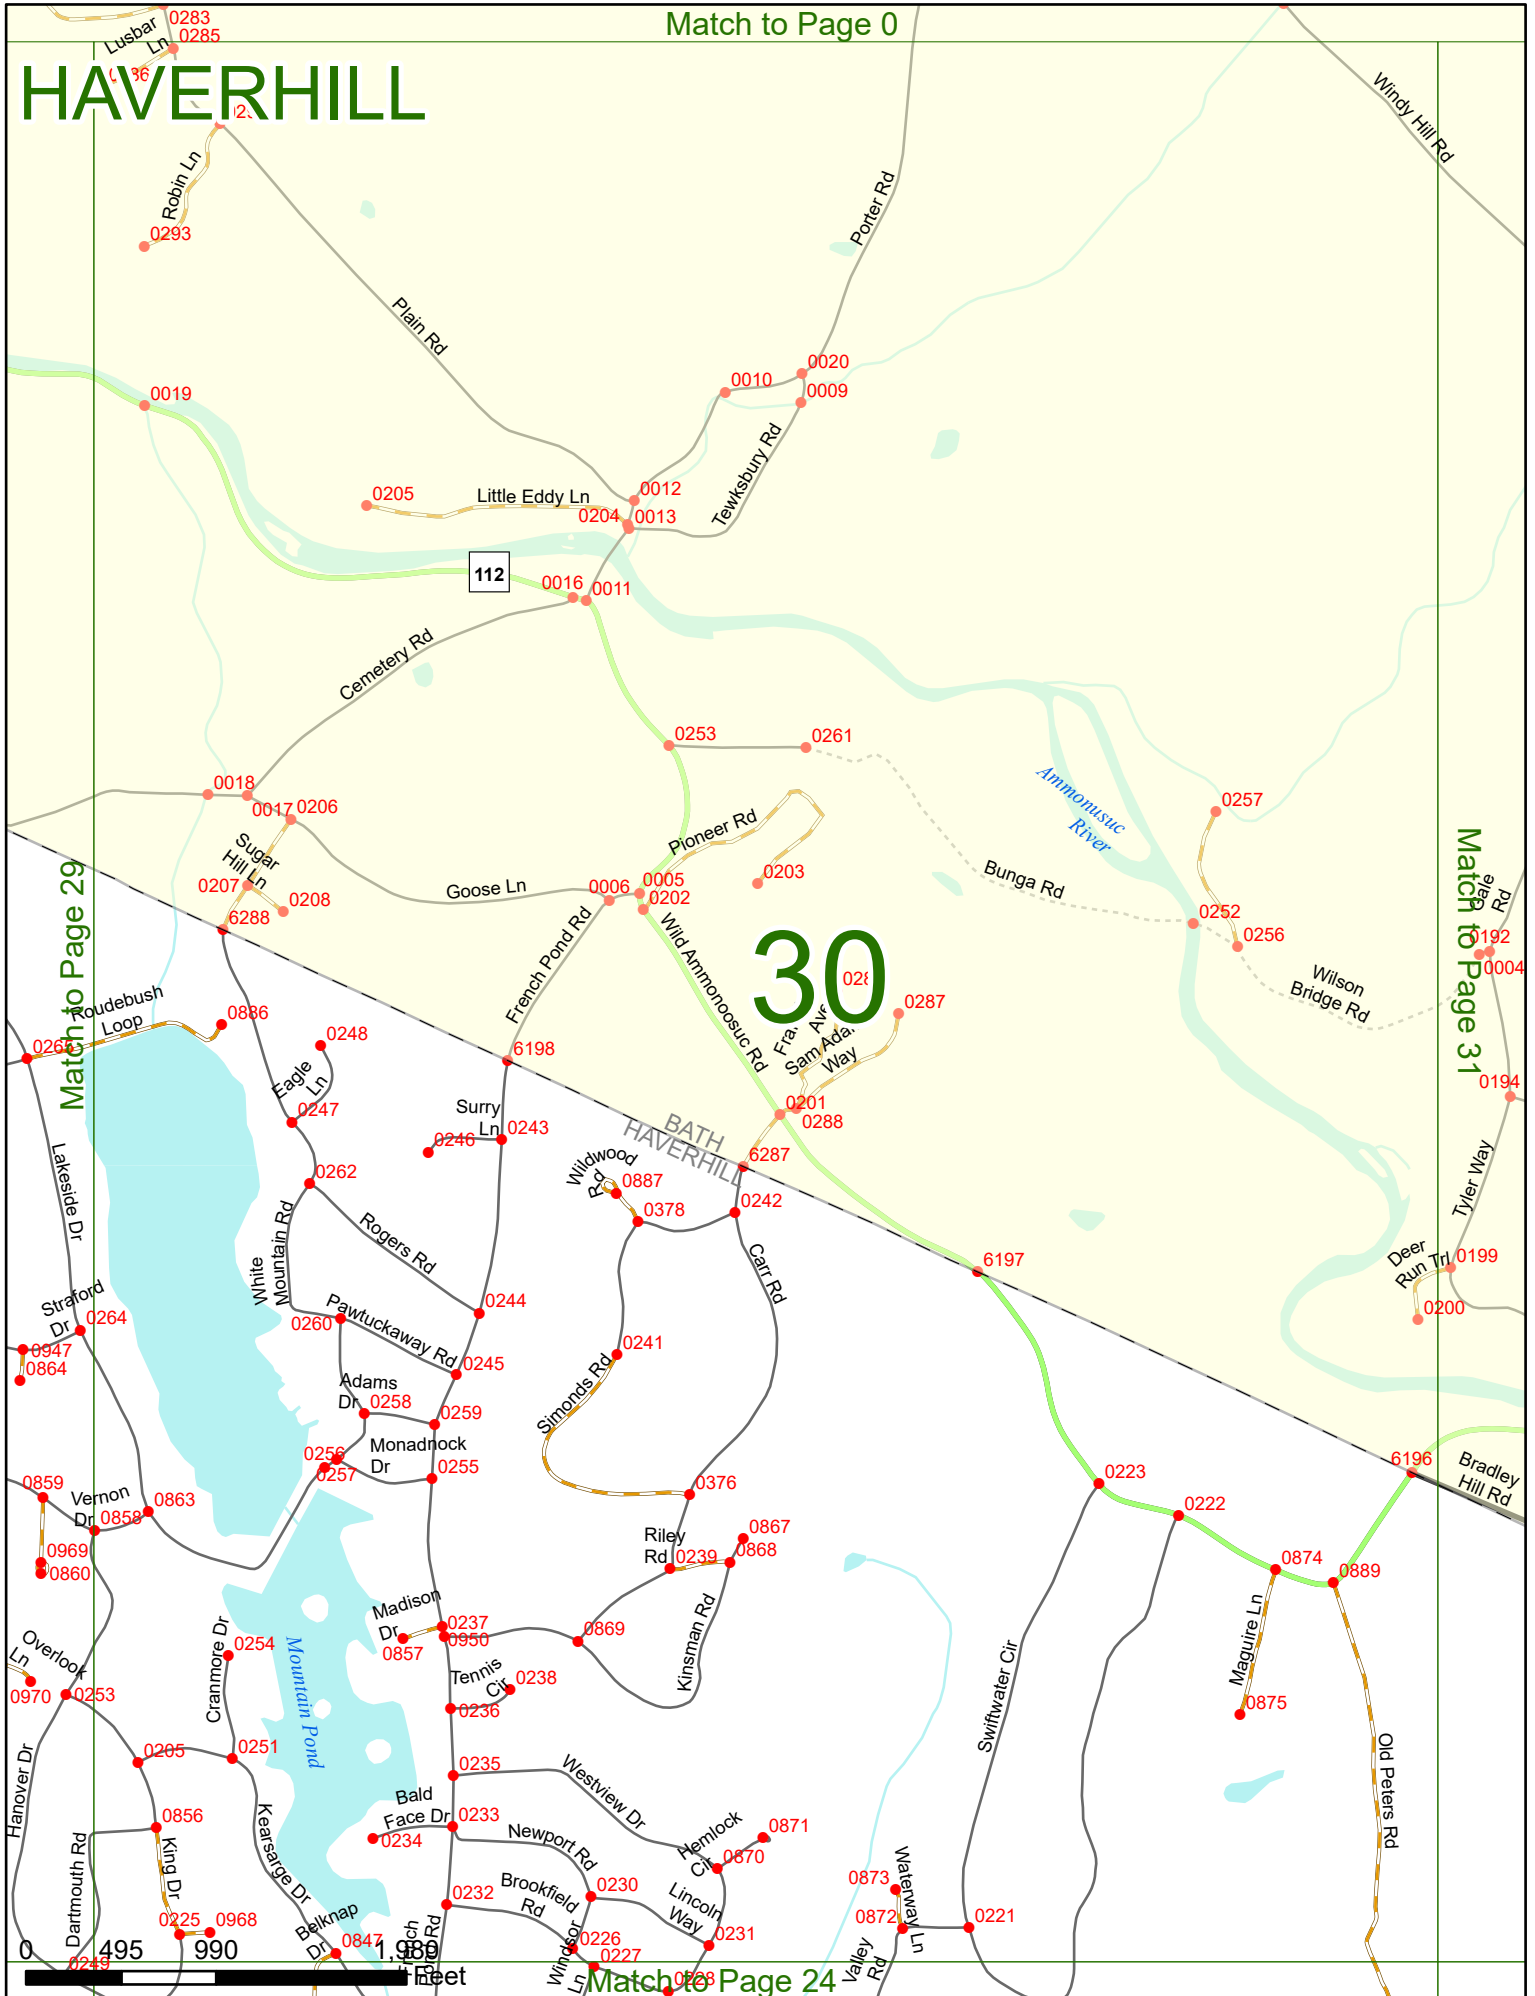 Match to Page 0
HAVERHILL
0283
Lusbar
Ln
0285
Windy Hill Rd
Robin Ln
0293
Porter Rd
Plain Rd
0020
0010
0009
0019
Tewksbury Rd
0205
Little Eddy Ln
0012
0204
0013
112
0016
0011
Cemetery Rd
0253
0261
0018
0017
0206
Ammonusuc
River
0257
Pioneer Rd
Sugar
Hill Ln
0207
0208
Goose Ln
0006
0005
0202
0203
Bunga Rd
Match to Page 29
Match to Page 31
Gale
Rd
6288
French Pond Rd
Wild Ammonoosuc Rd
30
0252
0256
0192
0004
Wilson
Bridge Rd
Roudebush
Loop
0886
0265
0248
0287
Ave
Way
6198
Eagle
Ln
0247
Surry
Ln
0243
0246
0201
0288
0194
BATH
HAVERHILL
6287
Lakeside Dr
0262
Wildwood
Rd
0887
0378
0242
Tyler Way
White
Mountain Rd
Rogers Rd
Carr Rd
6197
Deer
Run Trl
0199
0200
Straford
Dr
0264
0244
0260
Pawtuckaway Rd
0947
0864
0245
0241
Simonds Rd
Adams
Dr
0258
0259
Monadnock
Dr
0256
0257
0255
6196
Bradley
Hill Rd
0859
Vernon
Dr
0858
0863
0376
0223
0222
0969
0860
Riley
Rd
0239
0867
0868
0874
0889
Madison
Dr
0857
0237
0950
0869
Kinsman Rd
Maguire Ln
Overlook
Ln
0970
0253
Cranmore Dr
0254
Mountain Pond
Tennis
Cir
0238
0236
Swiftwater Cir
0875
Hanover Dr
0205
0251
0235
Westview Dr
Old Peters Rd
0856
Bald
Face Dr
0233
0234
Newport Rd
Hemlock
Cir
0871
0870
Dartmouth Rd
King Dr
Kearsarge Dr
0232
Brookfield
Rd
0230
Lincoln
Way
0873
Waterway Ln
0872
0221
0225
0968
Belknap
Dr
0847
0226
0231
Windsor
Ln
0227
Valley
Rd
0249
0 495 990 1,980
Feet
0228
Match to Page 24